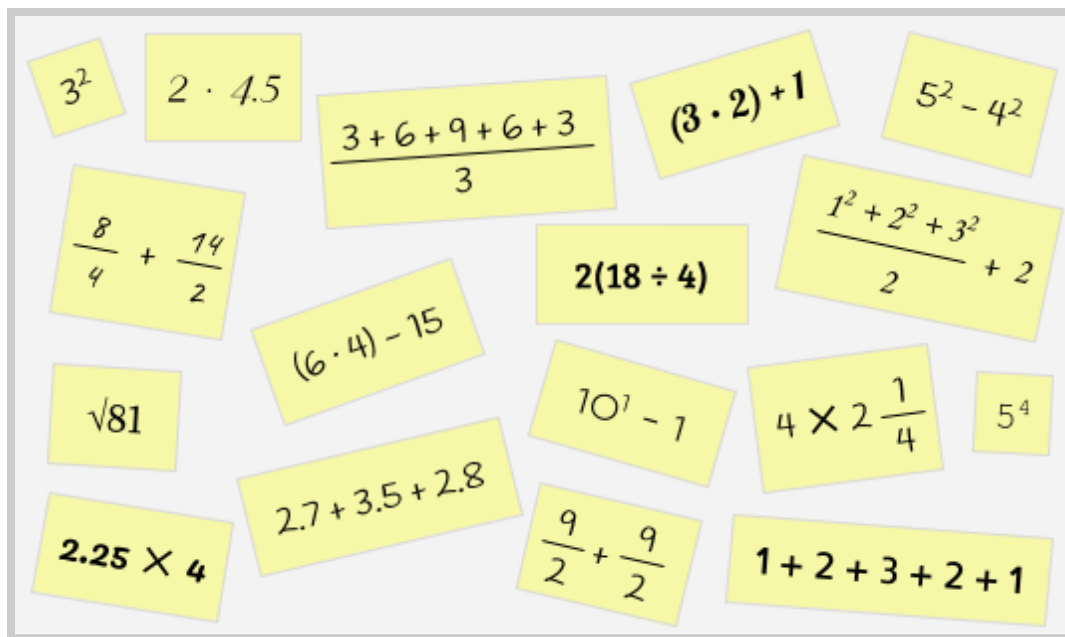 3²
2 · 4.5
3 + 6 + 9 + 6 + 3
3
(3 · 2) + 1
5² – 4²
8/4 + 14/2
2(18 ÷ 4)
1² + 2² + 3²
2
+ 2
(6 · 4) – 15
√81
10¹ – 1
4 × 2 1/4
5⁴
2.7 + 3.5 + 2.8
2.25 × 4
9/2 + 9/2
1 + 2 + 3 + 2 + 1